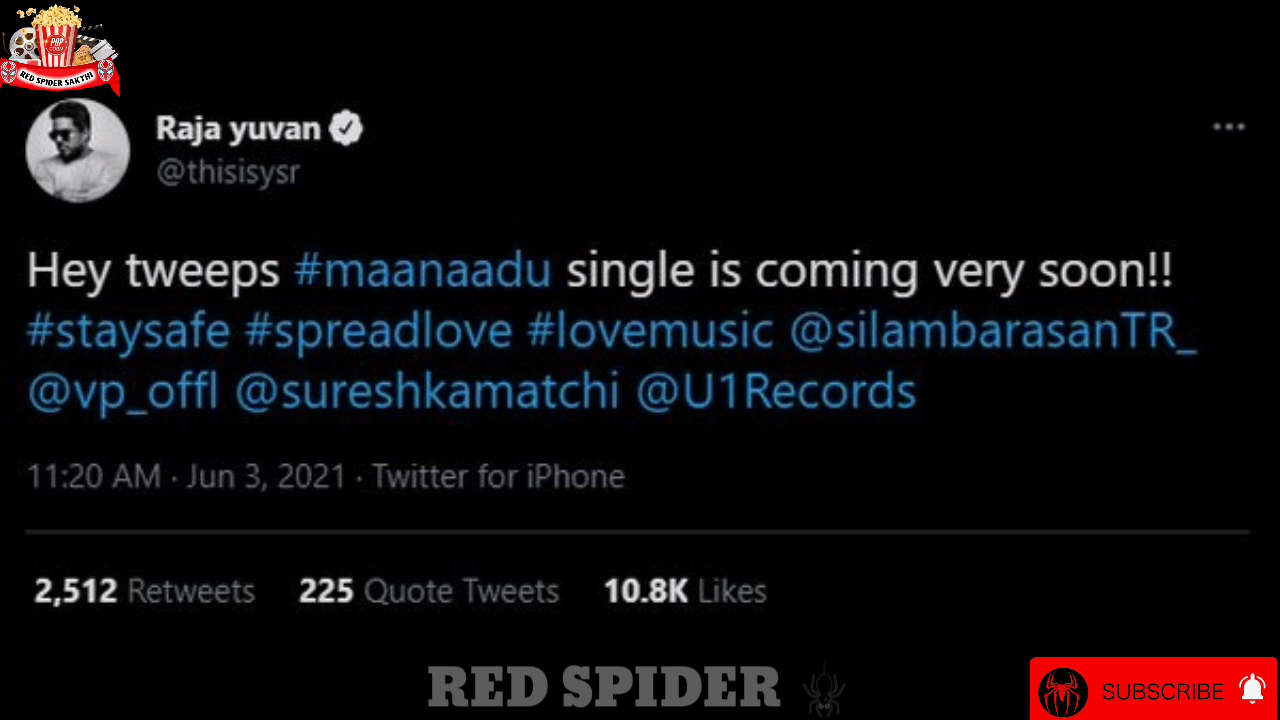 POP
CORN
RED SPIDER SAKTHI
Raja yuvan
@thisisysr
Hey tweeps #maanaadu single is coming very soon!!
#staysafe #spreadlove #lovemusic @silambarasanTR_
@vp_offl @sureshkamatchi @U1Records
11:20 AM · Jun 3, 2021 · Twitter for iPhone
2,512 Retweets 225 Quote Tweets 10.8K Likes
RED SPIDER
SUBSCRIBE